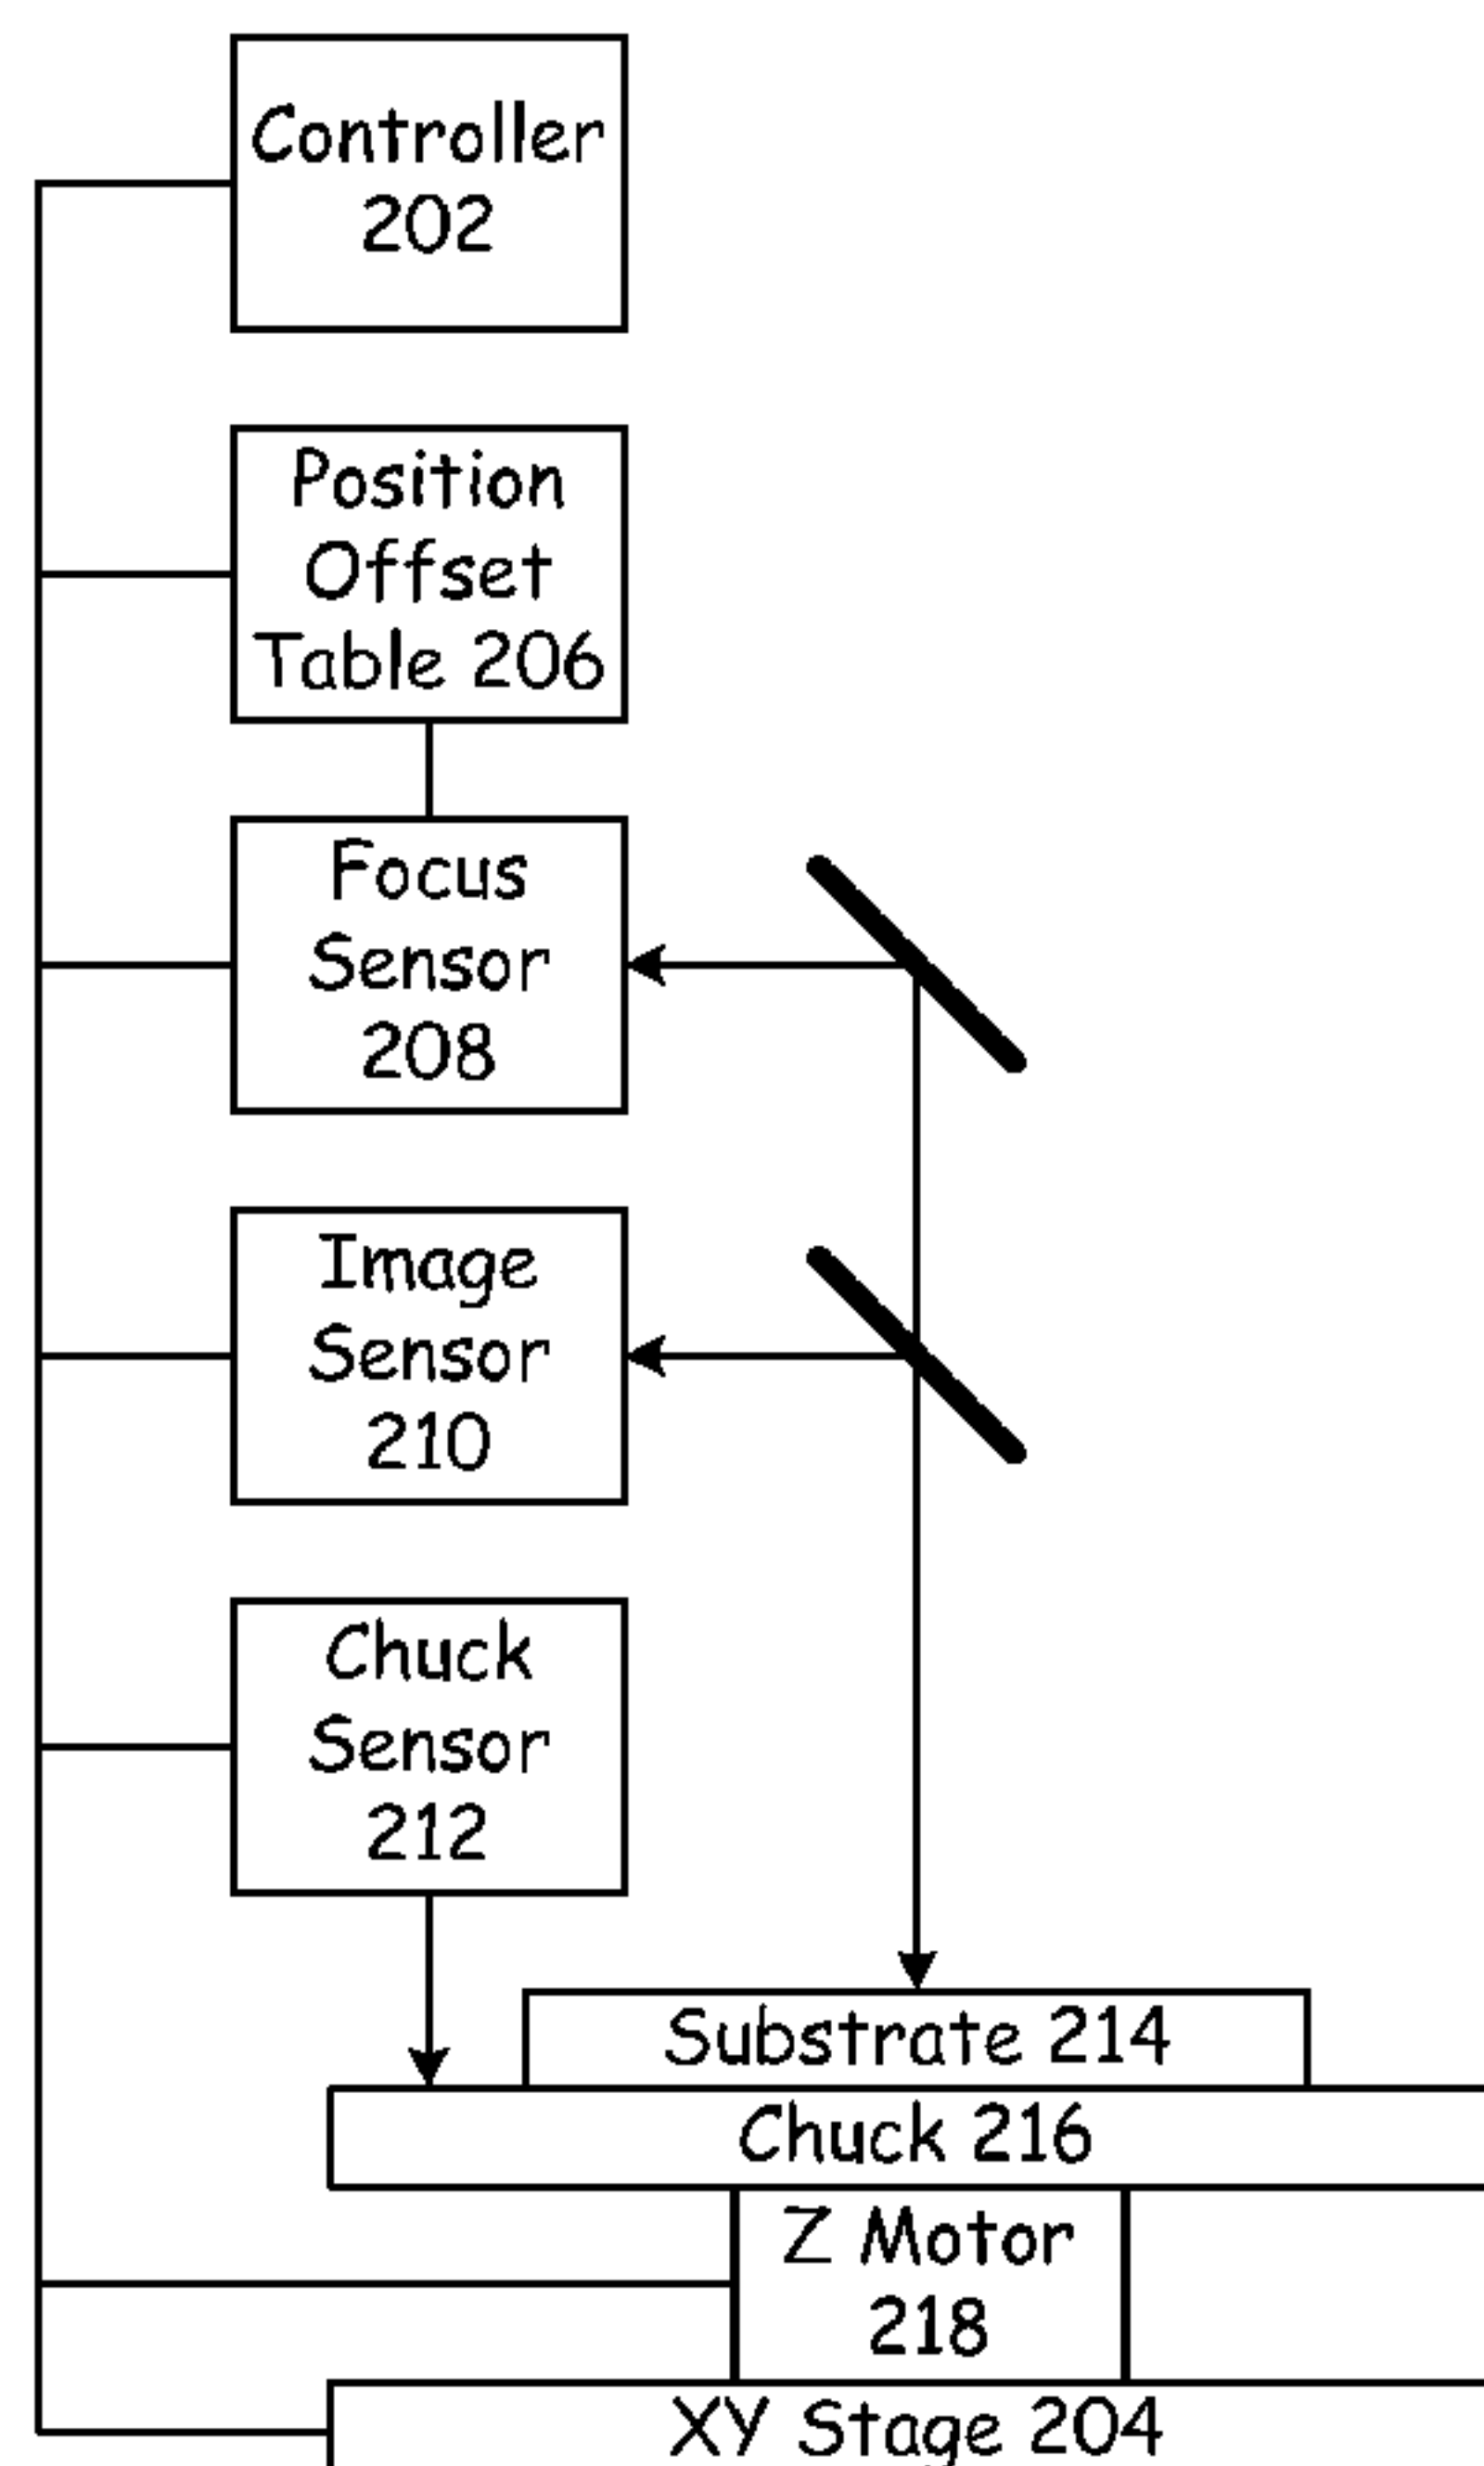 Controller
202
Position
Offset
Table 206
Focus
Sensor
208
Image
Sensor
210
Chuck
Sensor
212
Substrate 214
Chuck 216
Z Motor
218
XY Stage 204